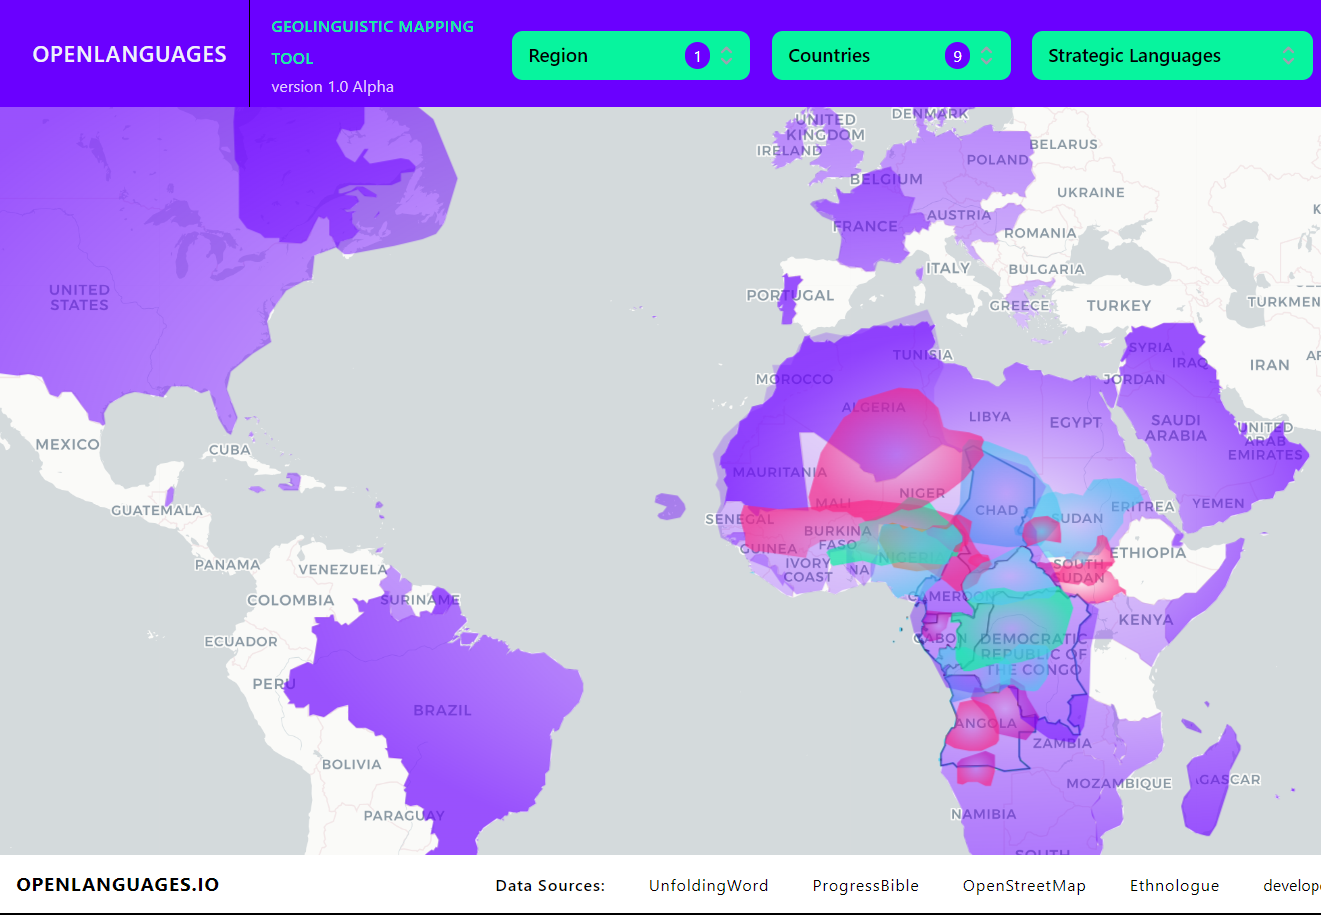 OPENLANGUAGES
GEOLINGUISTIC MAPPING
TOOL
version 1.0 Alpha
Region 1
Countries 9
Strategic Languages
UNITED
KINGDOM
DENMARK
IRELAND
BELARUS
POLAND
BELGIUM
UKRAINE
FRANCE
AUSTRIA
ROMANIA
ITALY
BULGARIA
PORTUGAL
GREECE
TURKEY
TURKMEN
UNITED
STATES
TUNISIA
SYRIA
IRAQ
IRAN
AF
MOROCCO
JORDAN
ALGERIA
LIBYA
EGYPT
SAUDI
ARABIA
UNITED
ARAB
EMIRATES
MEXICO
CUBA
MAURITANIA
MALI
NIGER
CHAD
SUDAN
ERITREA
YEMEN
GUATEMALA
SENEGAL
BURKINA
FASO
GUINEA
IVORY
COAST
NA
NIGERIA
ETHIOPIA
SOUTH
SUDAN
PANAMA
VENEZUELA
COLOMBIA
SURINAME
CAMEROON
KENYA
ECUADOR
GABON
DEMOCRATIC
REPUBLIC OF
THE CONGO
PERU
BRAZIL
ANGOLA
ZAMBIA
BOLIVIA
MOZAMBIQUE
GASCAR
PARAGUAY
NAMIBIA
SOUTH
OPENLANGUAGES.IO
Data Sources: UnfoldingWord ProgressBible OpenStreetMap Ethnologue develope